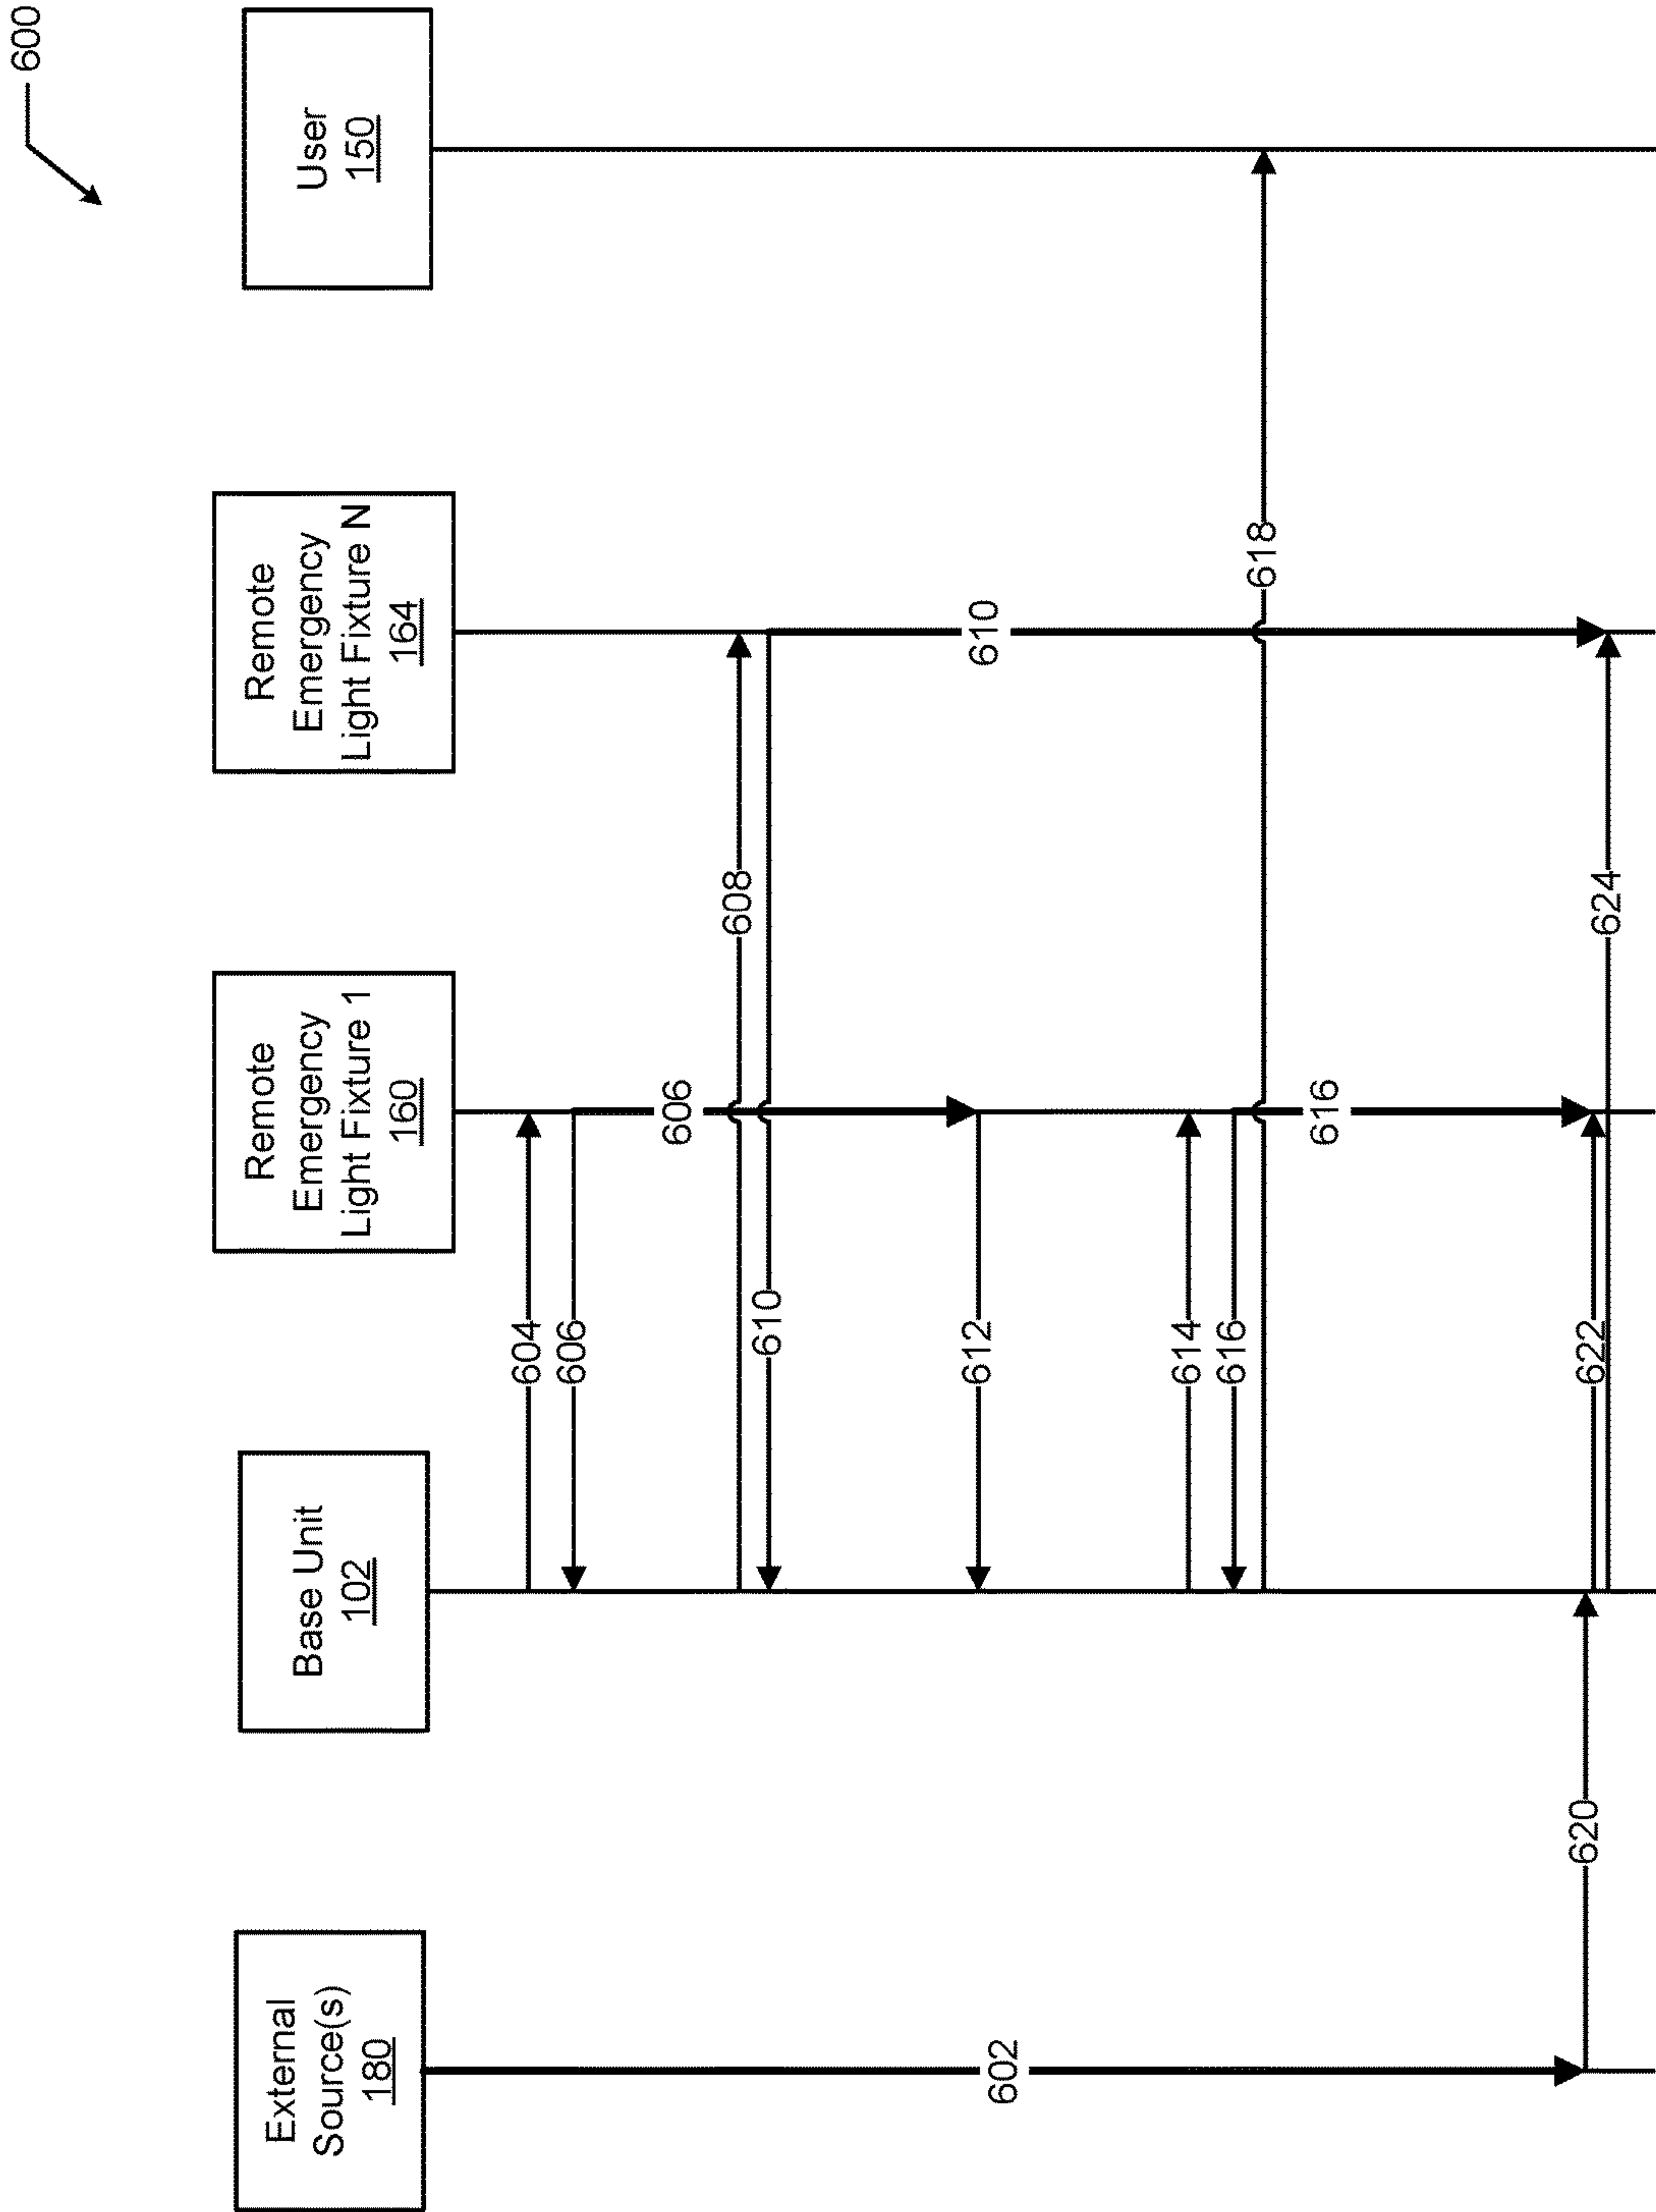 600
External
Source(s)
180
Base Unit
102
Remote
Emergency
Light Fixture 1
160
Remote
Emergency
Light Fixture N
164
User
150
604
606
606
608
610
610
612
614
616
616
618
602
620
622
624